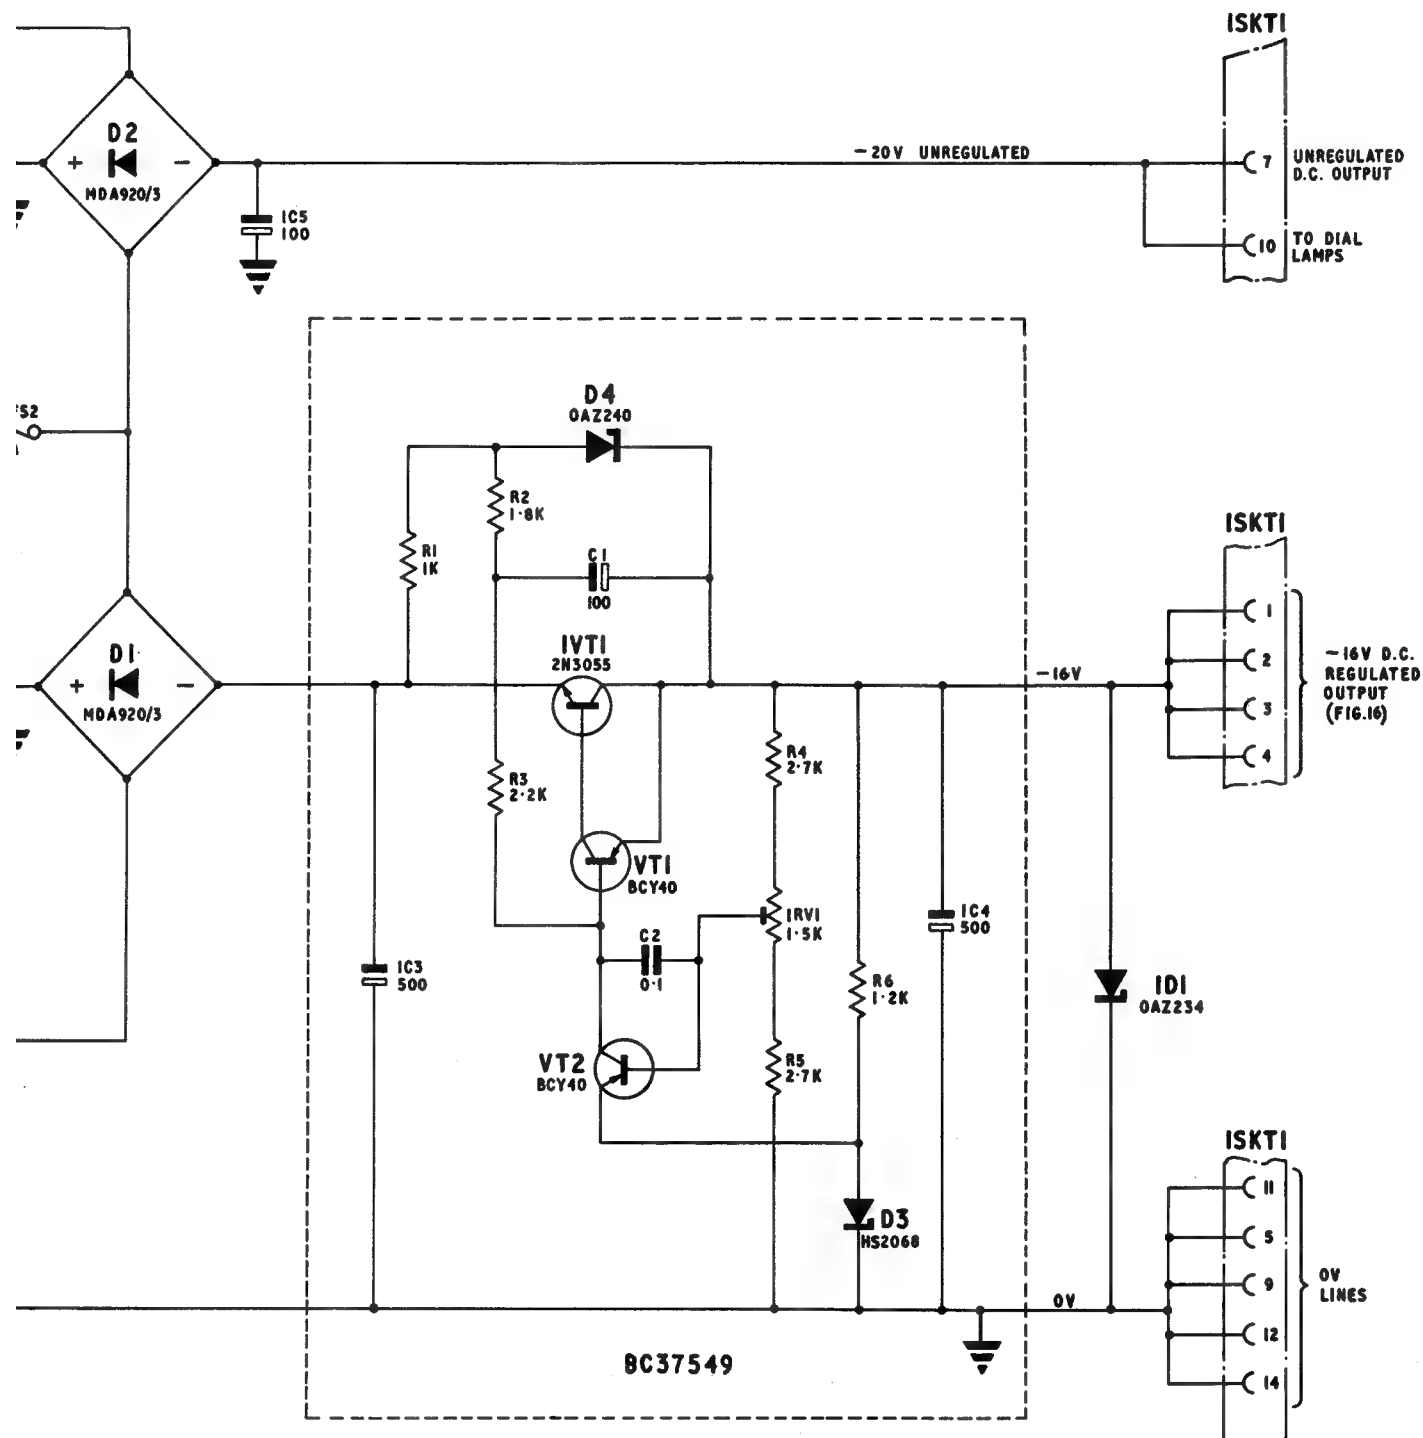 1SKT1
D2
+
−
MDA920/3
−20V UNREGULATED
7
UNREGULATED
D.C. OUTPUT
1C5
100
10
TO DIAL
LAMPS
D4
OAZ240
S2
R2
1·8K
R1
1K
C1
100
1SKT1
1
1VT1
2N3055
D1
+
−
MDA920/3
−16V
2
3
4
−16V D.C.
REGULATED
OUTPUT
(FIG.16)
R4
2·7K
R3
2·2K
VT1
BCY40
1RV1
1·5K
C2
0·1
1C4
500
1C3
500
R6
1·2K
1D1
OAZ234
VT2
BCY40
R5
2·7K
1SKT1
D3
HS2068
11
5
9
12
14
0V
LINES
0V
BC37549